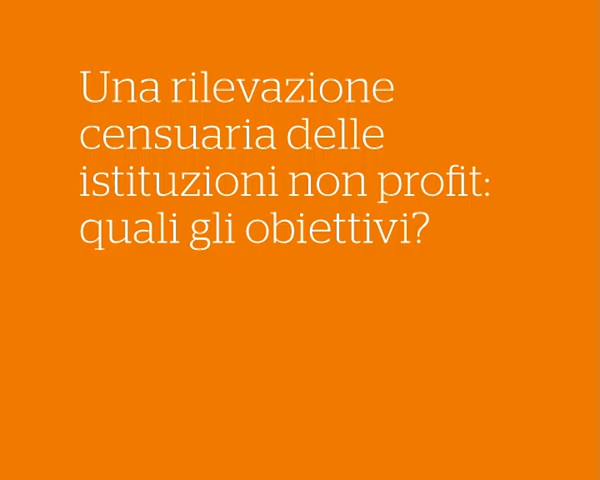 Una rilevazione
censuaria delle
istituzioni non profit:
quali gli obiettivi?